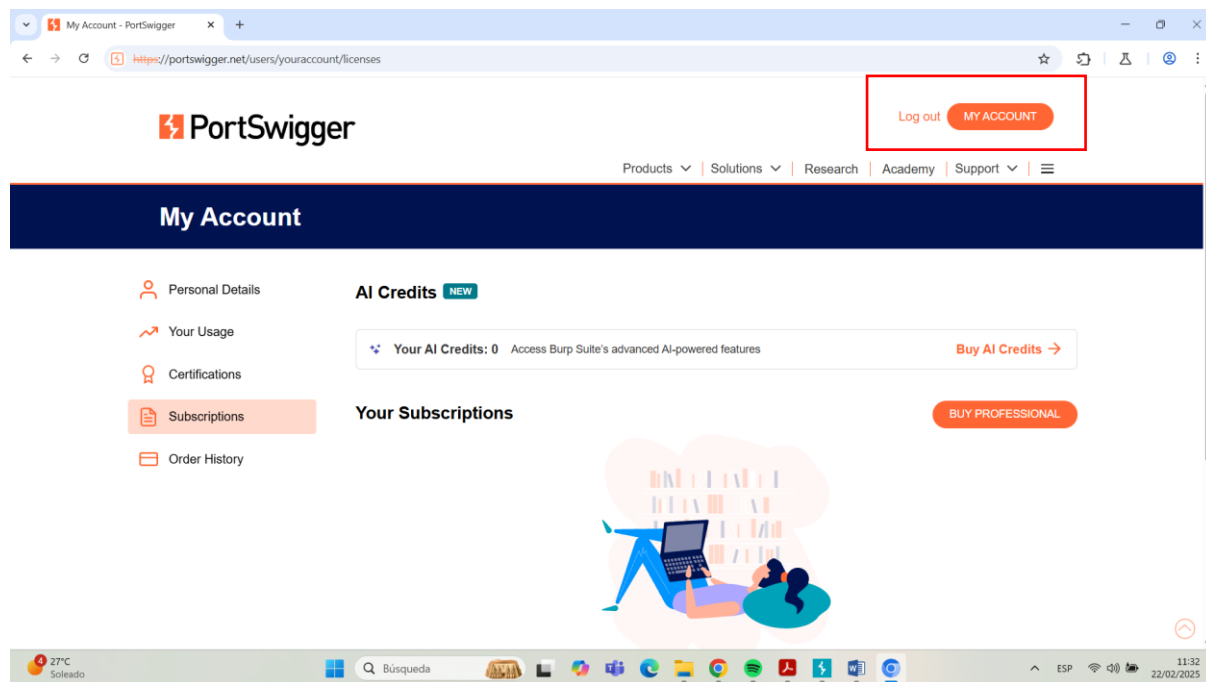 My Account - PortSwigger
https://portswigger.net/users/youraccount/licenses
PortSwigger
Log out MY ACCOUNT
Products Solutions Research Academy Support
My Account
Personal Details
Your Usage
Certifications
Subscriptions
Order History
AI Credits NEW
Your AI Credits: 0 Access Burp Suite's advanced AI-powered features Buy AI Credits →
Your Subscriptions BUY PROFESSIONAL
4
27°C
Soleado
Búsqueda
ESP
11:32
22/02/2025